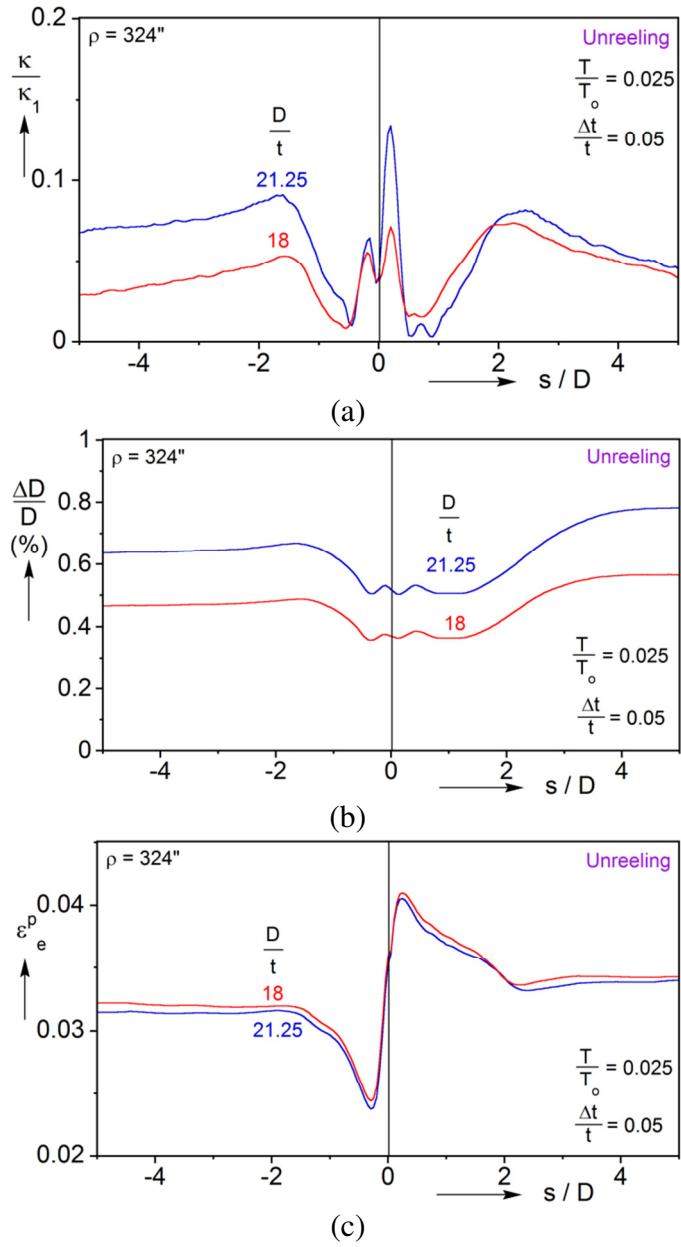 0.2
ρ = 324"
Unreeling
κ
κ1
T
To
= 0.025
Δt
t
= 0.05
D
t
21.25
18
0.1
0
-4
-2
0
2
4
s / D
(a)
1
ρ = 324"
Unreeling
ΔD
D
(%)
0.8
0.6
0.4
0.2
0
D
t
21.25
18
T
To
= 0.025
Δt
t
= 0.05
-4
-2
0
2
4
s / D
(b)
ρ = 324"
Unreeling
0.04
εpe
0.03
0.02
D
t
18
21.25
T
To
= 0.025
Δt
t
= 0.05
-4
-2
0
2
4
s / D
(c)